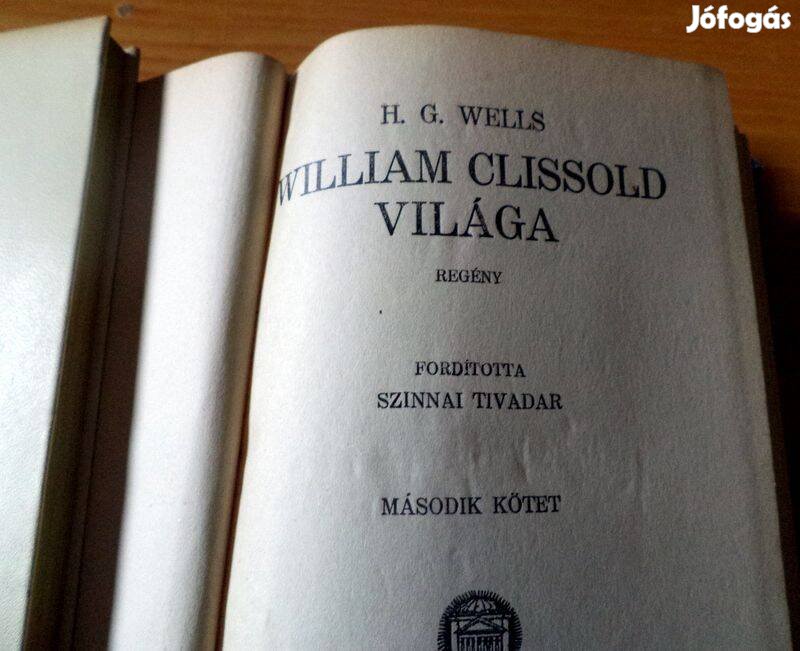 Jófogás
H. G. WELLS
WILLIAM CLISSOLD
VILÁGA
REGÉNY
FORDÍTOTTA
SZINNAI TIVADAR
MÁSODIK KÖTET